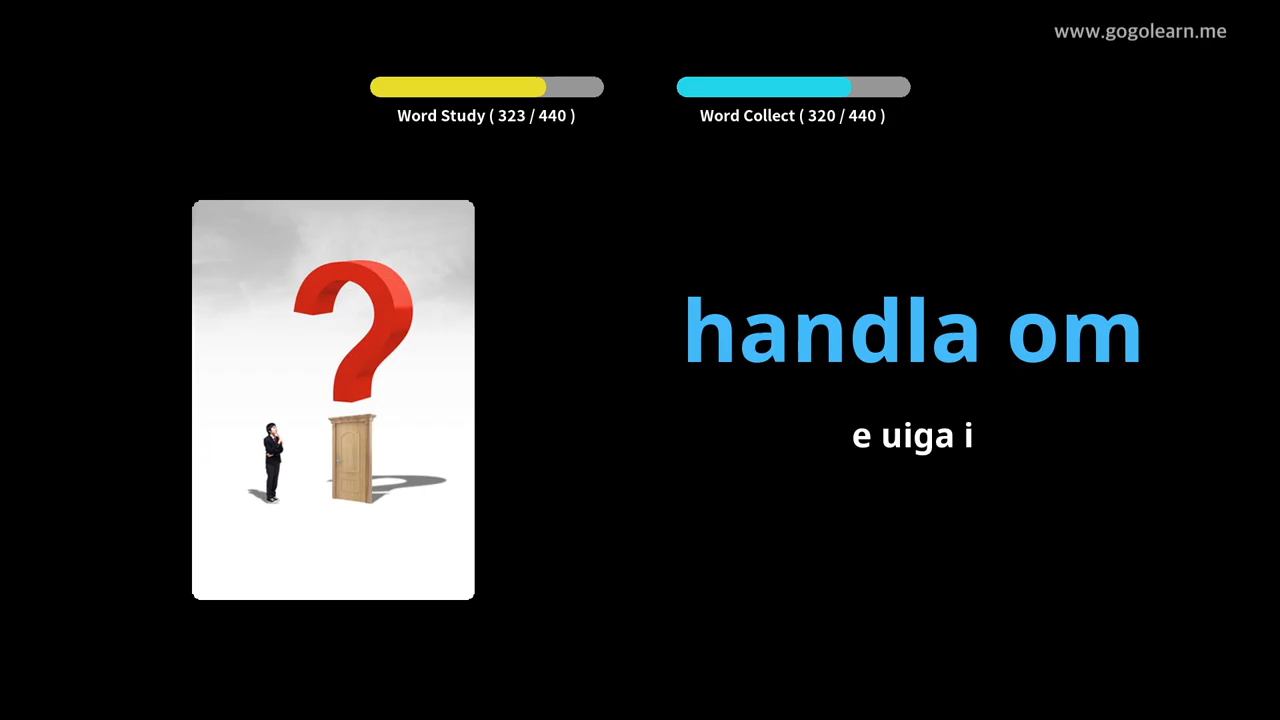 www.gogolearn.me
Word Study ( 323 / 440 )
Word Collect ( 320 / 440 )
handla om
e uiga i